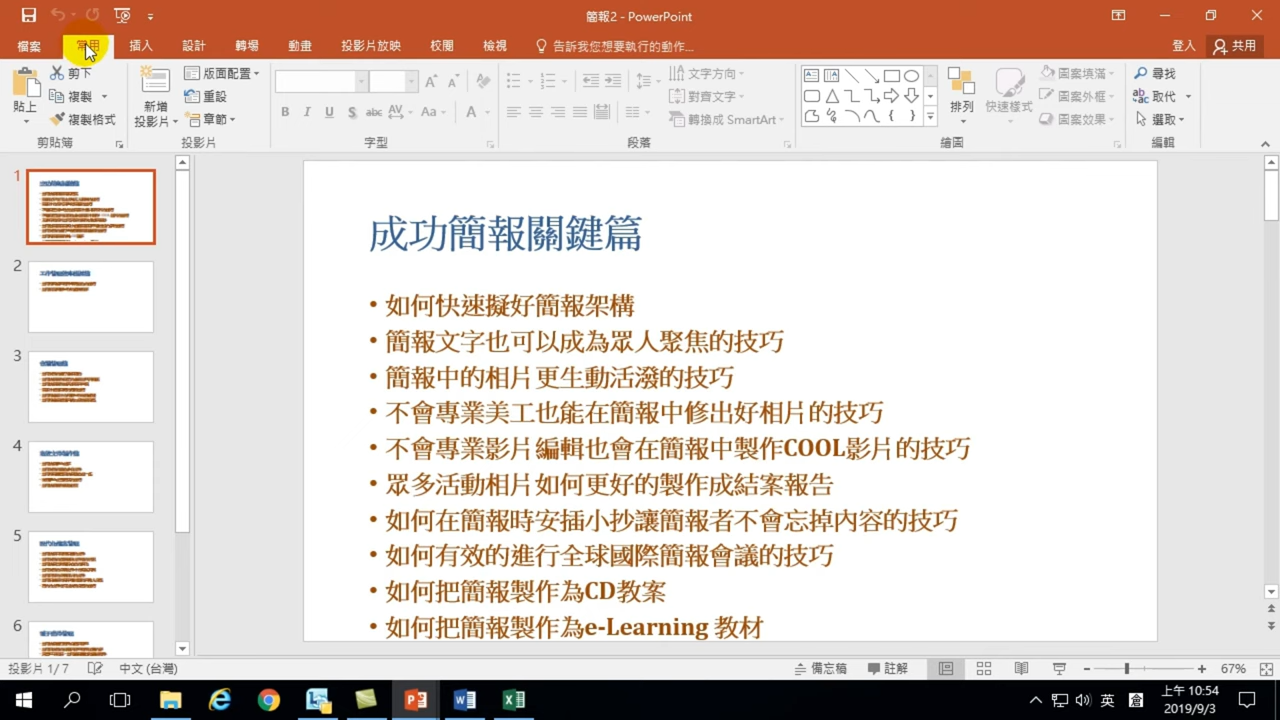 簡報2 - PowerPoint
檔案 常用 插入 設計 轉場 動畫 投影片放映 校閱 檢視 告訴我您想要執行的動作... 登入 共用
貼上 剪下 複製 複製格式 剪貼簿
新增投影片 版面配置 重設 章節 投影片
B I U S abc AV Aa A 字型
文字方向 對齊文字 轉換成 SmartArt 段落
排列 快速樣式 圖案填滿 圖案外框 圖案效果 繪圖
尋找 取代 選取 編輯
1
2
3
4
5
6
成功簡報關鍵篇
• 如何快速擬好簡報架構
• 簡報文字也可以成為眾人聚焦的技巧
• 簡報中的相片更生動活潑的技巧
• 不會專業美工也能在簡報中修出好相片的技巧
• 不會專業影片編輯也會在簡報中製作COOL影片的技巧
• 眾多活動相片如何更好的製作成結案報告
• 如何在簡報時安插小抄讓簡報者不會忘掉內容的技巧
• 如何有效的進行全球國際簡報會議的技巧
• 如何把簡報製作為CD教案
• 如何把簡報製作為e-Learning 教材
投影片 1/7 中文 (台灣) 備忘稿 註解 67%
英 上午 10:54
2019/9/3